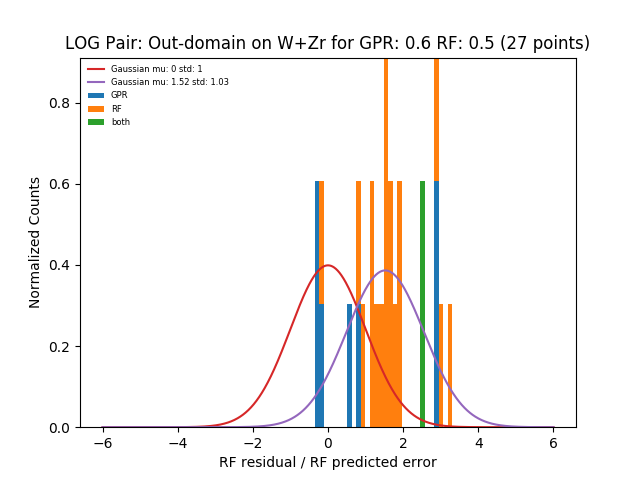 LOG Pair: Out-domain on W+Zr for GPR: 0.6 RF: 0.5 (27 points)
Gaussian mu: 0 std: 1
Gaussian mu: 1.52 std: 1.03
GPR
RF
both
0.8
0.6
0.4
0.2
0.0
Normalized Counts
−6
−4
−2
0
2
4
6
RF residual / RF predicted error